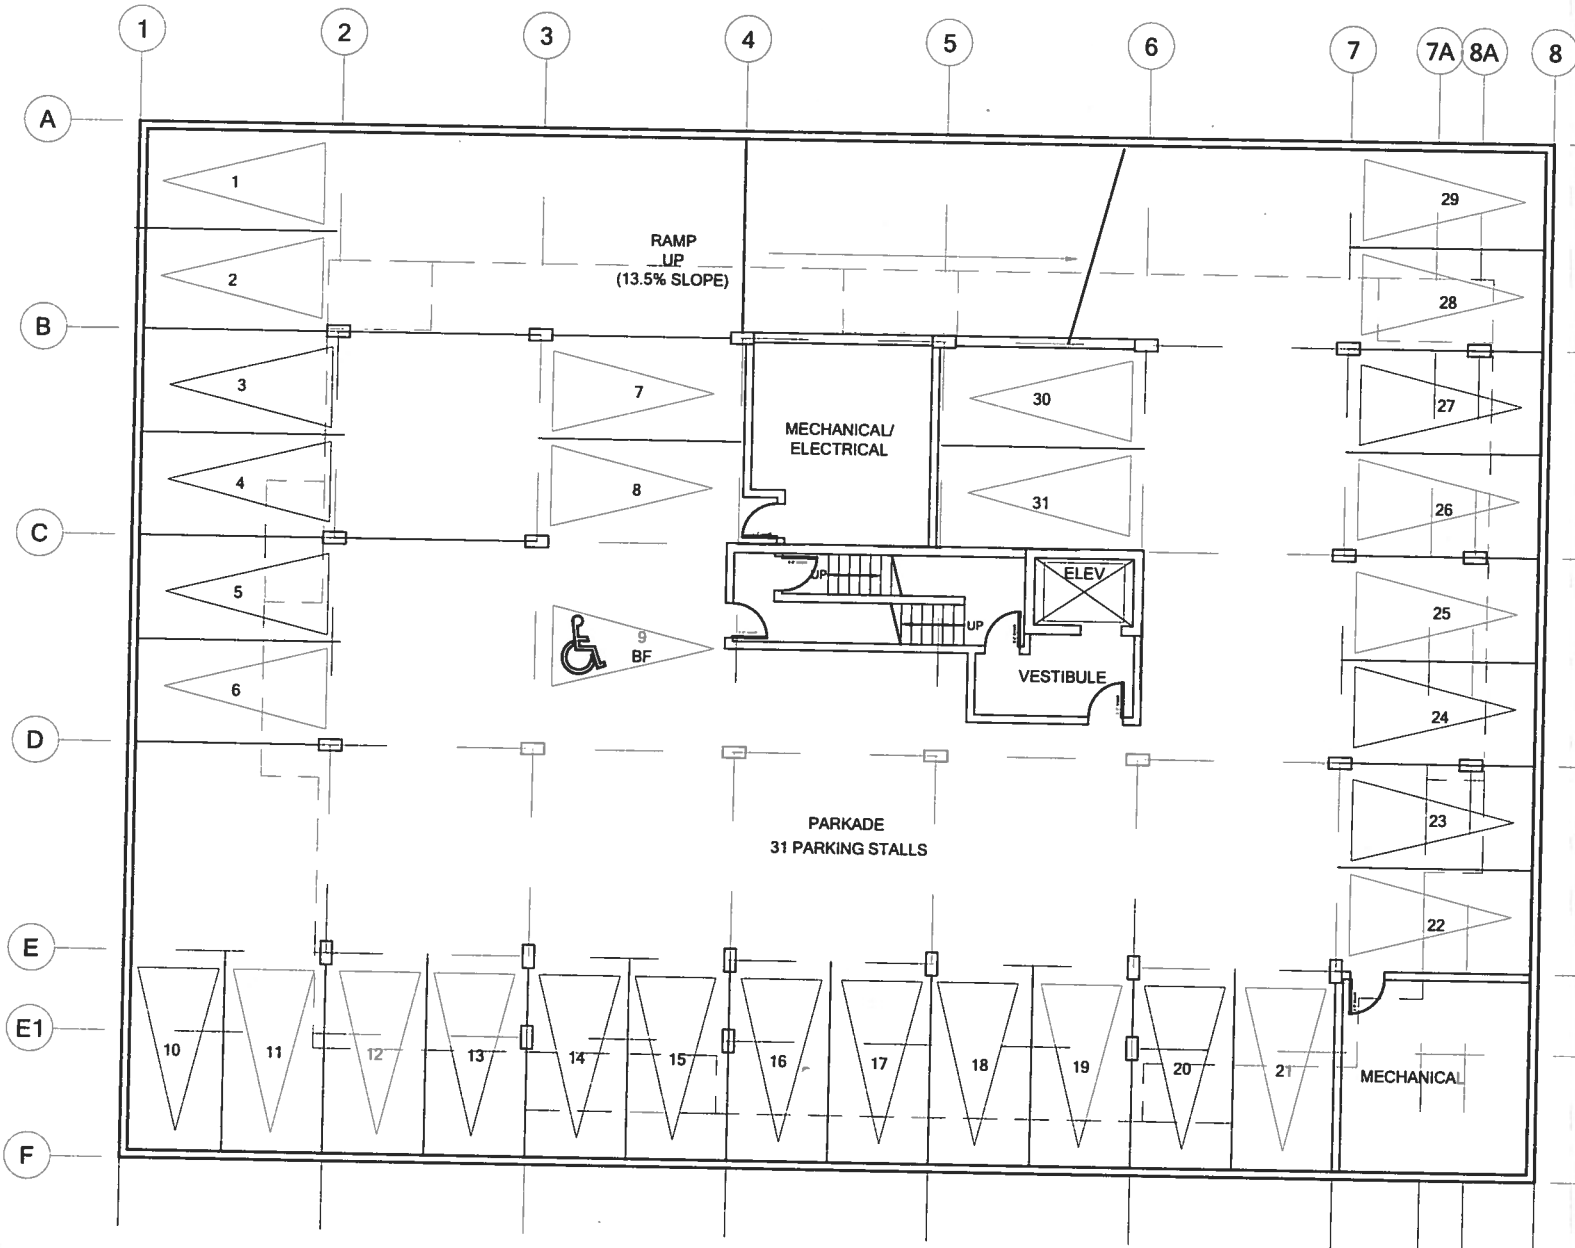 1 2 3 4 5 6 7 7A 8A 8
A
1
29
RAMP
UP
(13.5% SLOPE)
2
28
B
3
7
30
27
MECHANICAL/
ELECTRICAL
4
8
31
26
C
UP
ELEV
5
25
9
BF
UP
VESTIBULE
6
24
D
PARKADE
31 PARKING STALLS
23
22
E
E1
10 11 12 13 14 15 16 17 18 19 20 21
MECHANICAL
F